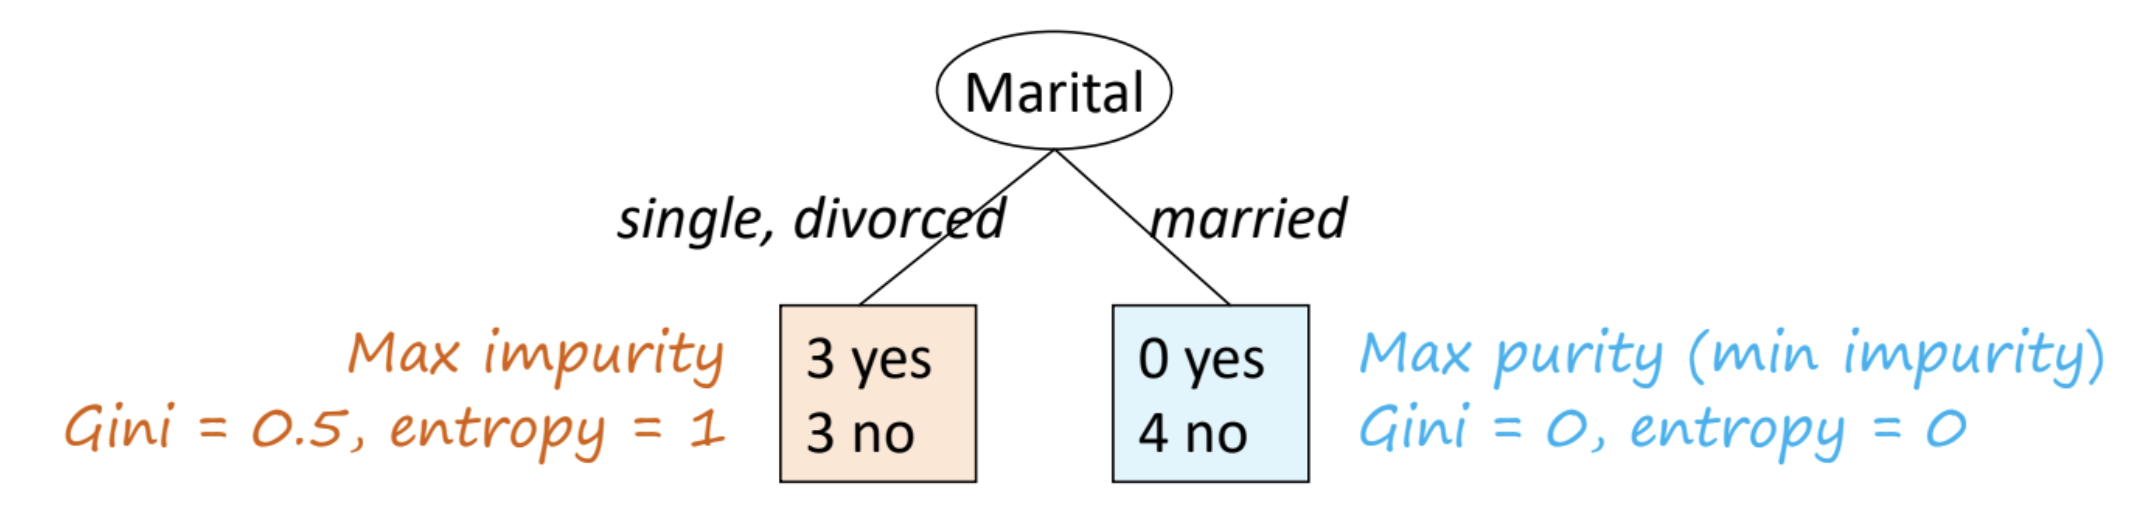 Marital
single, divorced
married
Max impurity
Gini = 0.5, entropy = 1
3 yes
3 no
0 yes
4 no
Max purity (min impurity)
Gini = 0, entropy = 0